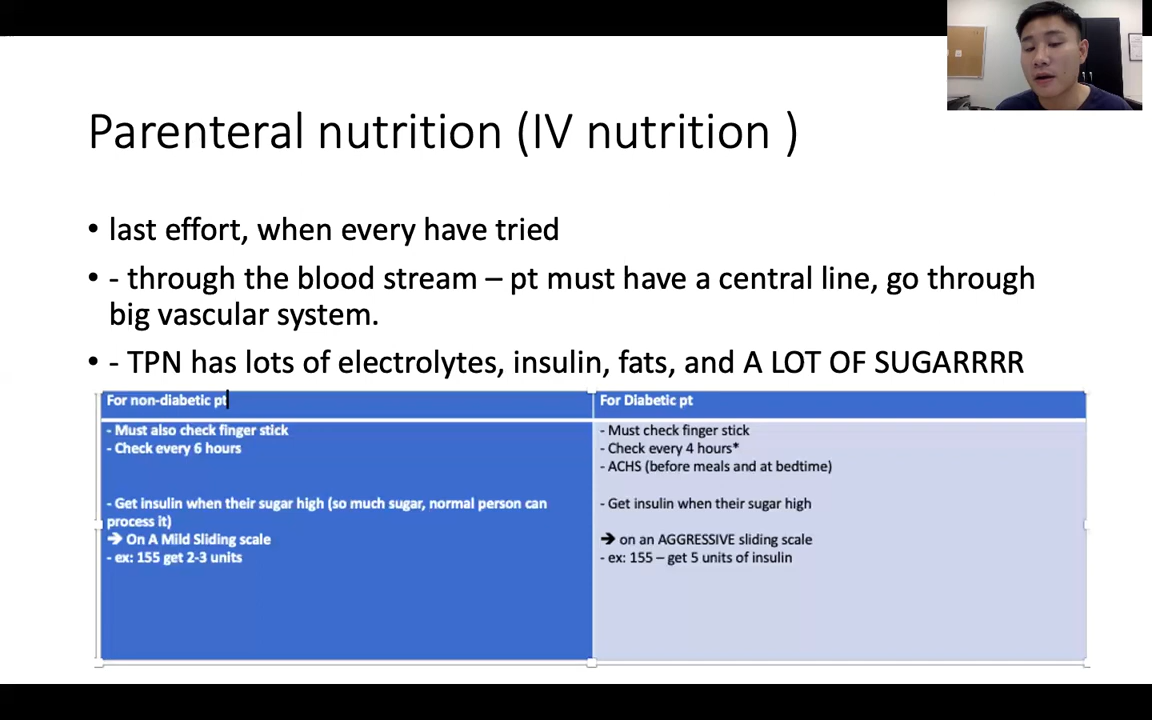 Parenteral nutrition (IV nutrition )
• last effort, when every have tried
• - through the blood stream – pt must have a central line, go through
big vascular system.
• - TPN has lots of electrolytes, insulin, fats, and A LOT OF SUGARRRR
For non-diabetic pt
- Must also check finger stick
- Check every 6 hours
- Get insulin when their sugar high (so much sugar, normal person can
process it)
➔ On A Mild Sliding scale
- ex: 155 get 2-3 units
For Diabetic pt
- Must check finger stick
- Check every 4 hours*
- ACHS (before meals and at bedtime)
- Get insulin when their sugar high
➔ on an AGGRESSIVE sliding scale
- ex: 155 – get 5 units of insulin